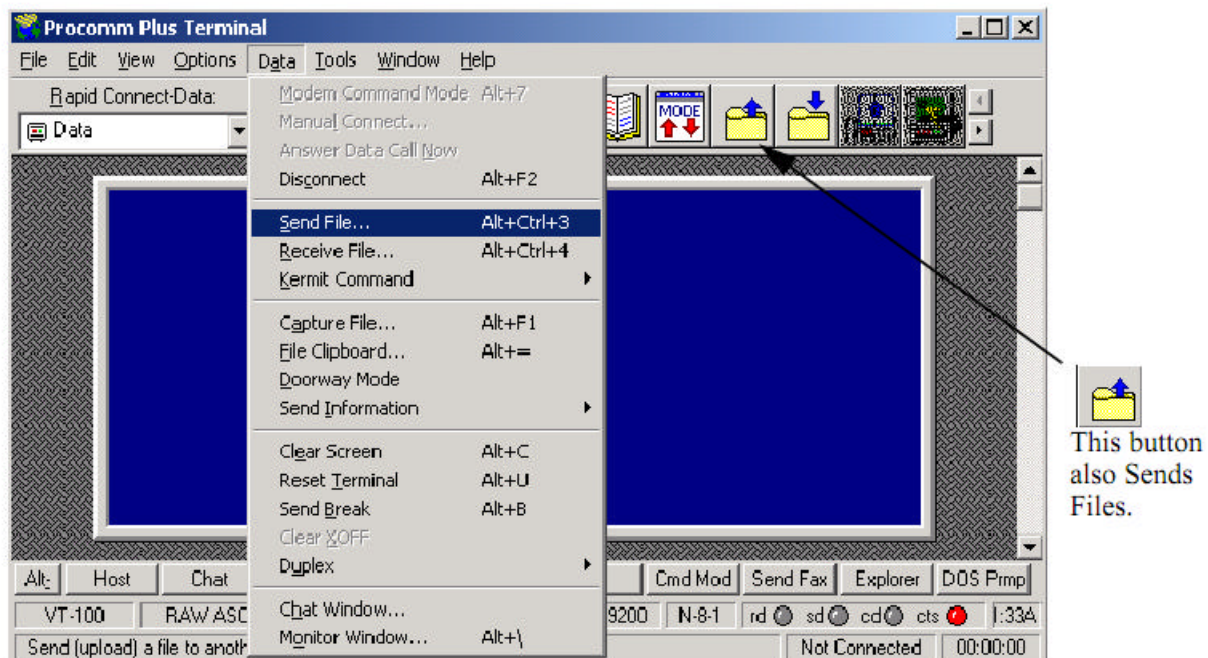 Procomm Plus Terminal
File Edit View Options Data Tools Window Help
Rapid Connect-Data:
Data
MODE
Modem Command Mode Alt+7
Manual Connect...
Answer Data Call Now
Disconnect Alt+F2
Send File... Alt+Ctrl+3
Receive File... Alt+Ctrl+4
Kermit Command
Capture File... Alt+F1
File Clipboard... Alt+=
Doorway Mode
Send Information
Clear Screen Alt+C
Reset Terminal Alt+U
Send Break Alt+B
Clear XOFF
Duplex
Chat Window...
Monitor Window... Alt+\
This button
also Sends
Files.
Alt- Host Chat Cmd Mod Send Fax Explorer DOS Prmp
VT-100 RAW ASC 9200 N-8-1 rd sd cd cts :33A
Send (upload) a file to anoth Not Connected 00:00:00